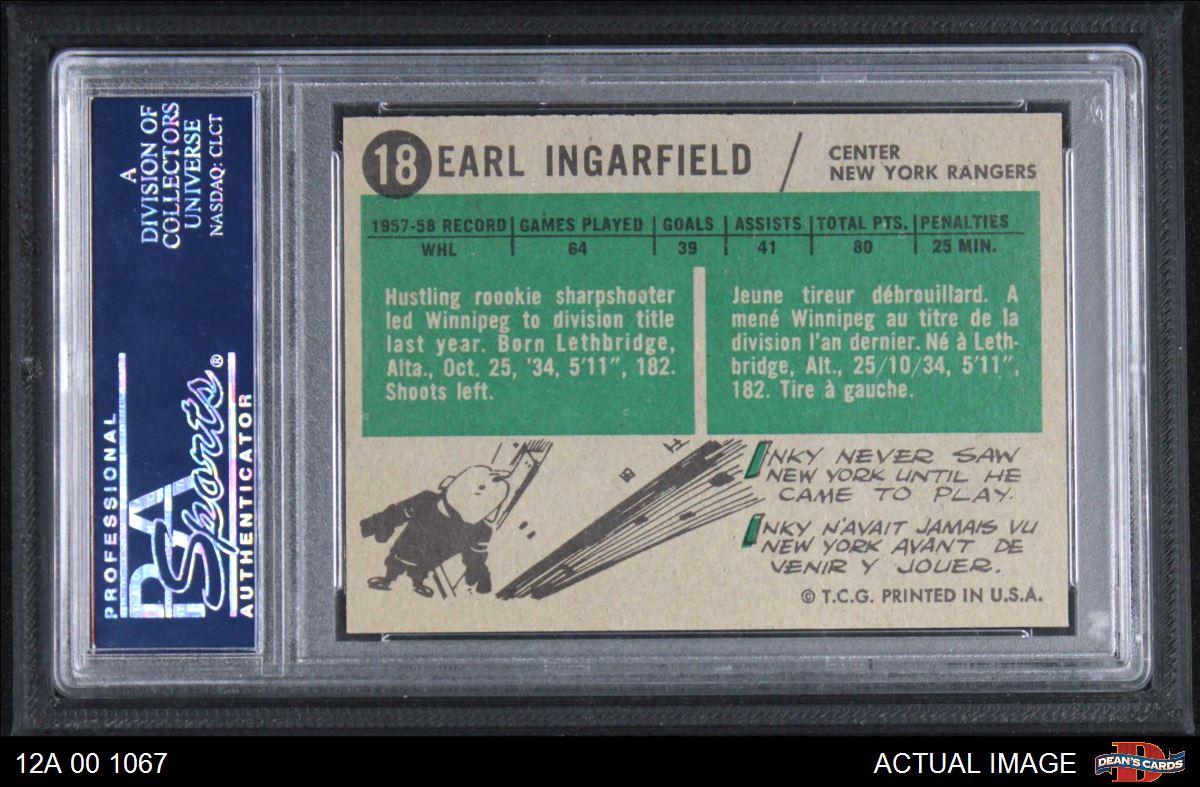 A
DIVISION OF
COLLECTORS
UNIVERSE
NASDAQ: CLCT
PROFESSIONAL
PSA
Sports®
AUTHENTICATOR
18 EARL INGARFIELD / CENTER
NEW YORK RANGERS
1957-58 RECORD GAMES PLAYED GOALS ASSISTS TOTAL PTS. PENALTIES
WHL 64 39 41 80 25 MIN.
Hustling roookie sharpshooter
led Winnipeg to division title
last year. Born Lethbridge,
Alta., Oct. 25, '34, 5'11", 182.
Shoots left.
Jeune tireur débrouillard. A
mené Winnipeg au titre de la
division l'an dernier. Né à Leth-
bridge, Alt., 25/10/34, 5'11",
182. Tire à gauche.
INKY NEVER SAW
NEW YORK UNTIL HE
CAME TO PLAY.
INKY N'AVAIT JAMAIS VU
NEW YORK AVANT DE
VENIR Y JOUER.
© T.C.G. PRINTED IN U.S.A.
12A 00 1067
ACTUAL IMAGE
DEAN'S CARDS